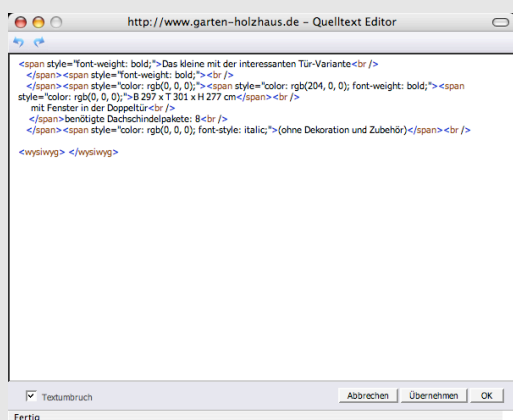 http://www.garten-holzhaus.de - Quelltext Editor
<span style="font-weight: bold;">Das kleine mit der interessanten Tür-Variante<br />
</span><span style="font-weight: bold;"><br />
</span><span style="color: rgb(0, 0, 0);"><span style="color: rgb(204, 0, 0); font-weight: bold;"><span
style="color: rgb(0, 0, 0);">B 297 x T 301 x H 277 cm</span><br />
mit Fenster in der Doppeltür<br />
</span>benötigte Dachschindelpakete: 8<br />
</span><span style="color: rgb(0, 0, 0); font-style: italic;">(ohne Dekoration und Zubehör)</span><br />
<wysiwyg> </wysiwyg>
Textumbruch
Abbrechen Übernehmen OK
Fertig